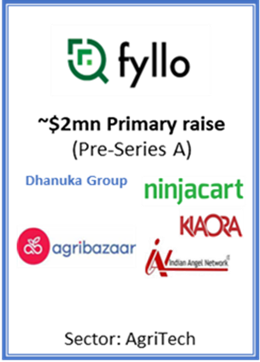 fyllo
~$2mn Primary raise
(Pre-Series A)
Dhanuka Group
ninjacart
KIAORA
agribazaar
Indian Angel Network
Sector: AgriTech